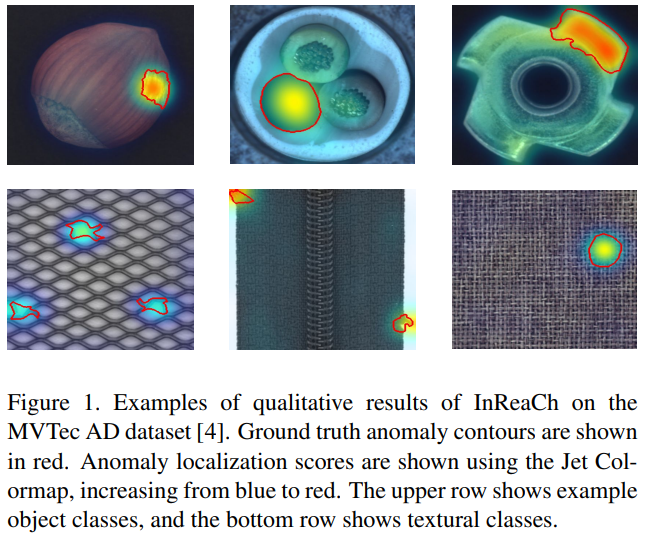 Figure 1. Examples of qualitative results of InReaCh on the
MVTec AD dataset [4]. Ground truth anomaly contours are shown
in red. Anomaly localization scores are shown using the Jet Col-
ormap, increasing from blue to red. The upper row shows example
object classes, and the bottom row shows textural classes.